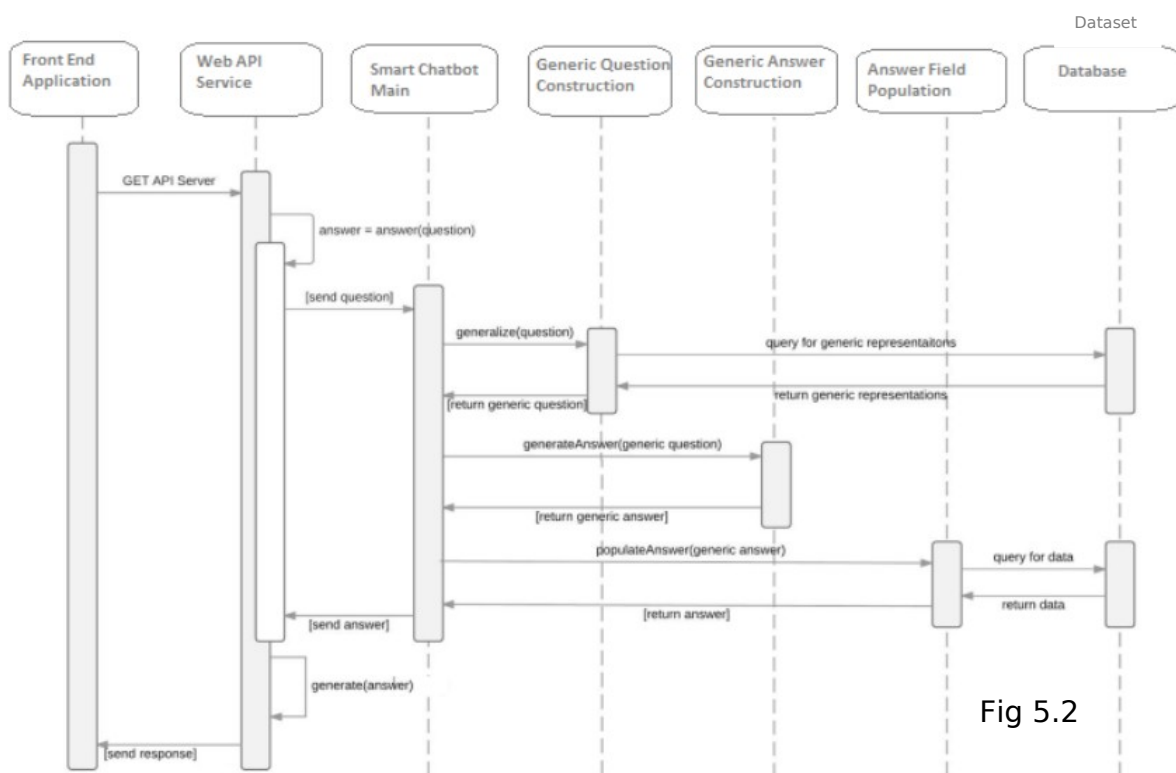 Dataset
Front End
Application
Web API
Service
Smart Chatbot
Main
Generic Question
Construction
Generic Answer
Construction
Answer Field
Population
Database
GET API Server
answer = answer(question)
[send question]
generalize(question)
query for generic representaitons
return generic representations
[return generic question]
generateAnswer(generic question)
[return generic answer]
populateAnswer(generic answer)
query for data
return data
[return answer]
[send answer]
generate(answer)
Fig 5.2
[send response]